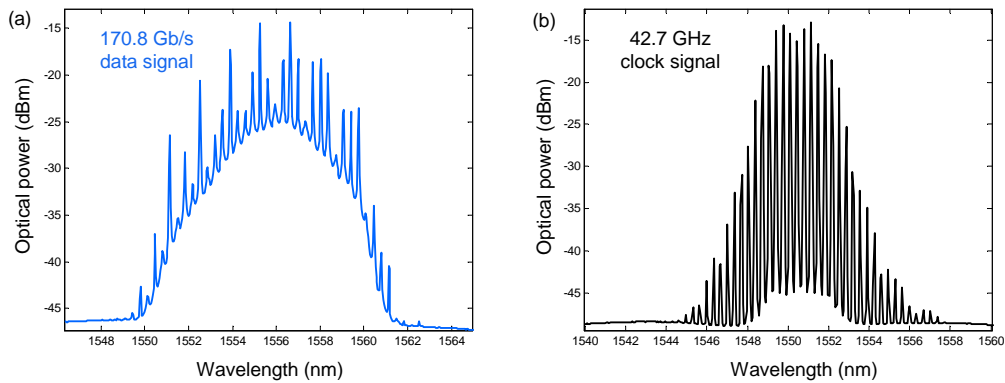 (a)
170.8 Gb/s
data signal
Optical power (dBm)
-15
-20
-25
-30
-35
-40
-45
1548 1550 1552 1554 1556 1558 1560 1562 1564
Wavelength (nm)
(b)
42.7 GHz
clock signal
Optical power (dBm)
-15
-20
-25
-30
-35
-40
-45
1540 1542 1544 1546 1548 1550 1552 1554 1556 1558 1560
Wavelength (nm)